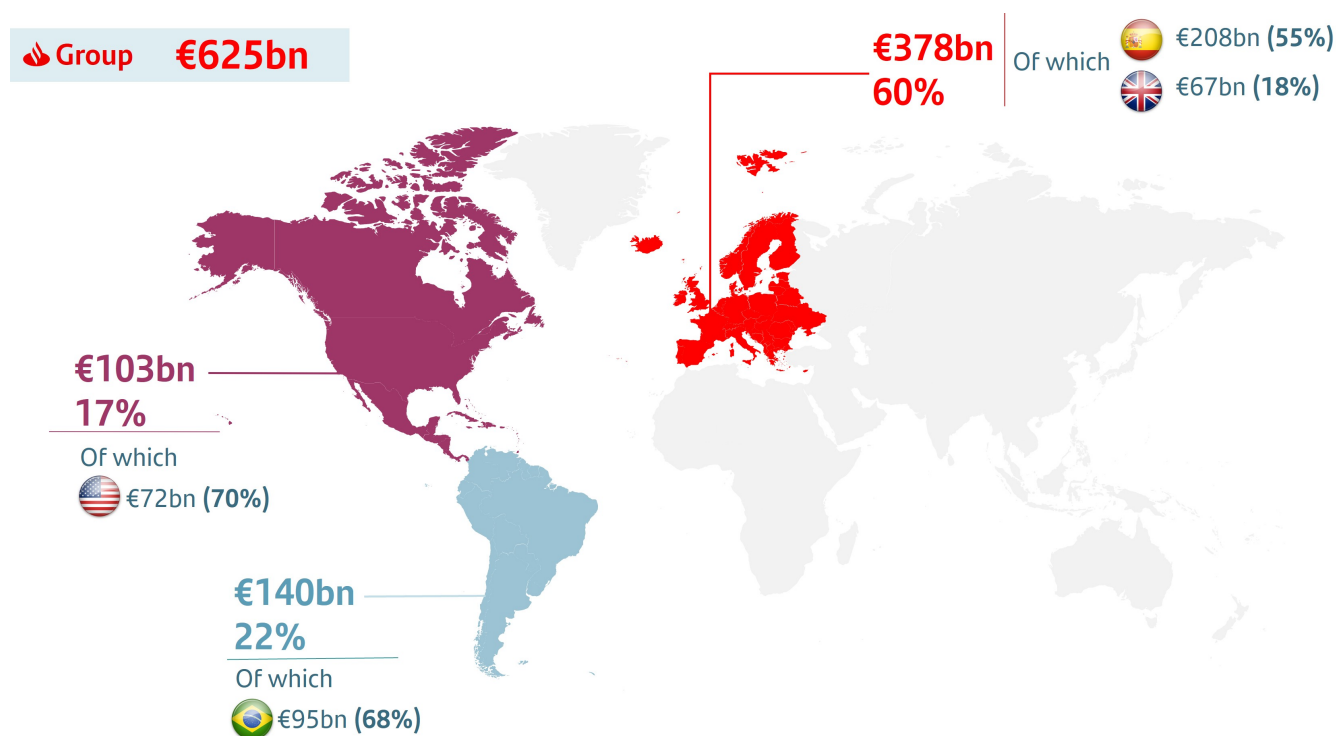 Group €625bn
€378bn
60%
Of which
€208bn (55%)
€67bn (18%)
€103bn
17%
Of which
€72bn (70%)
€140bn
22%
Of which
€95bn (68%)